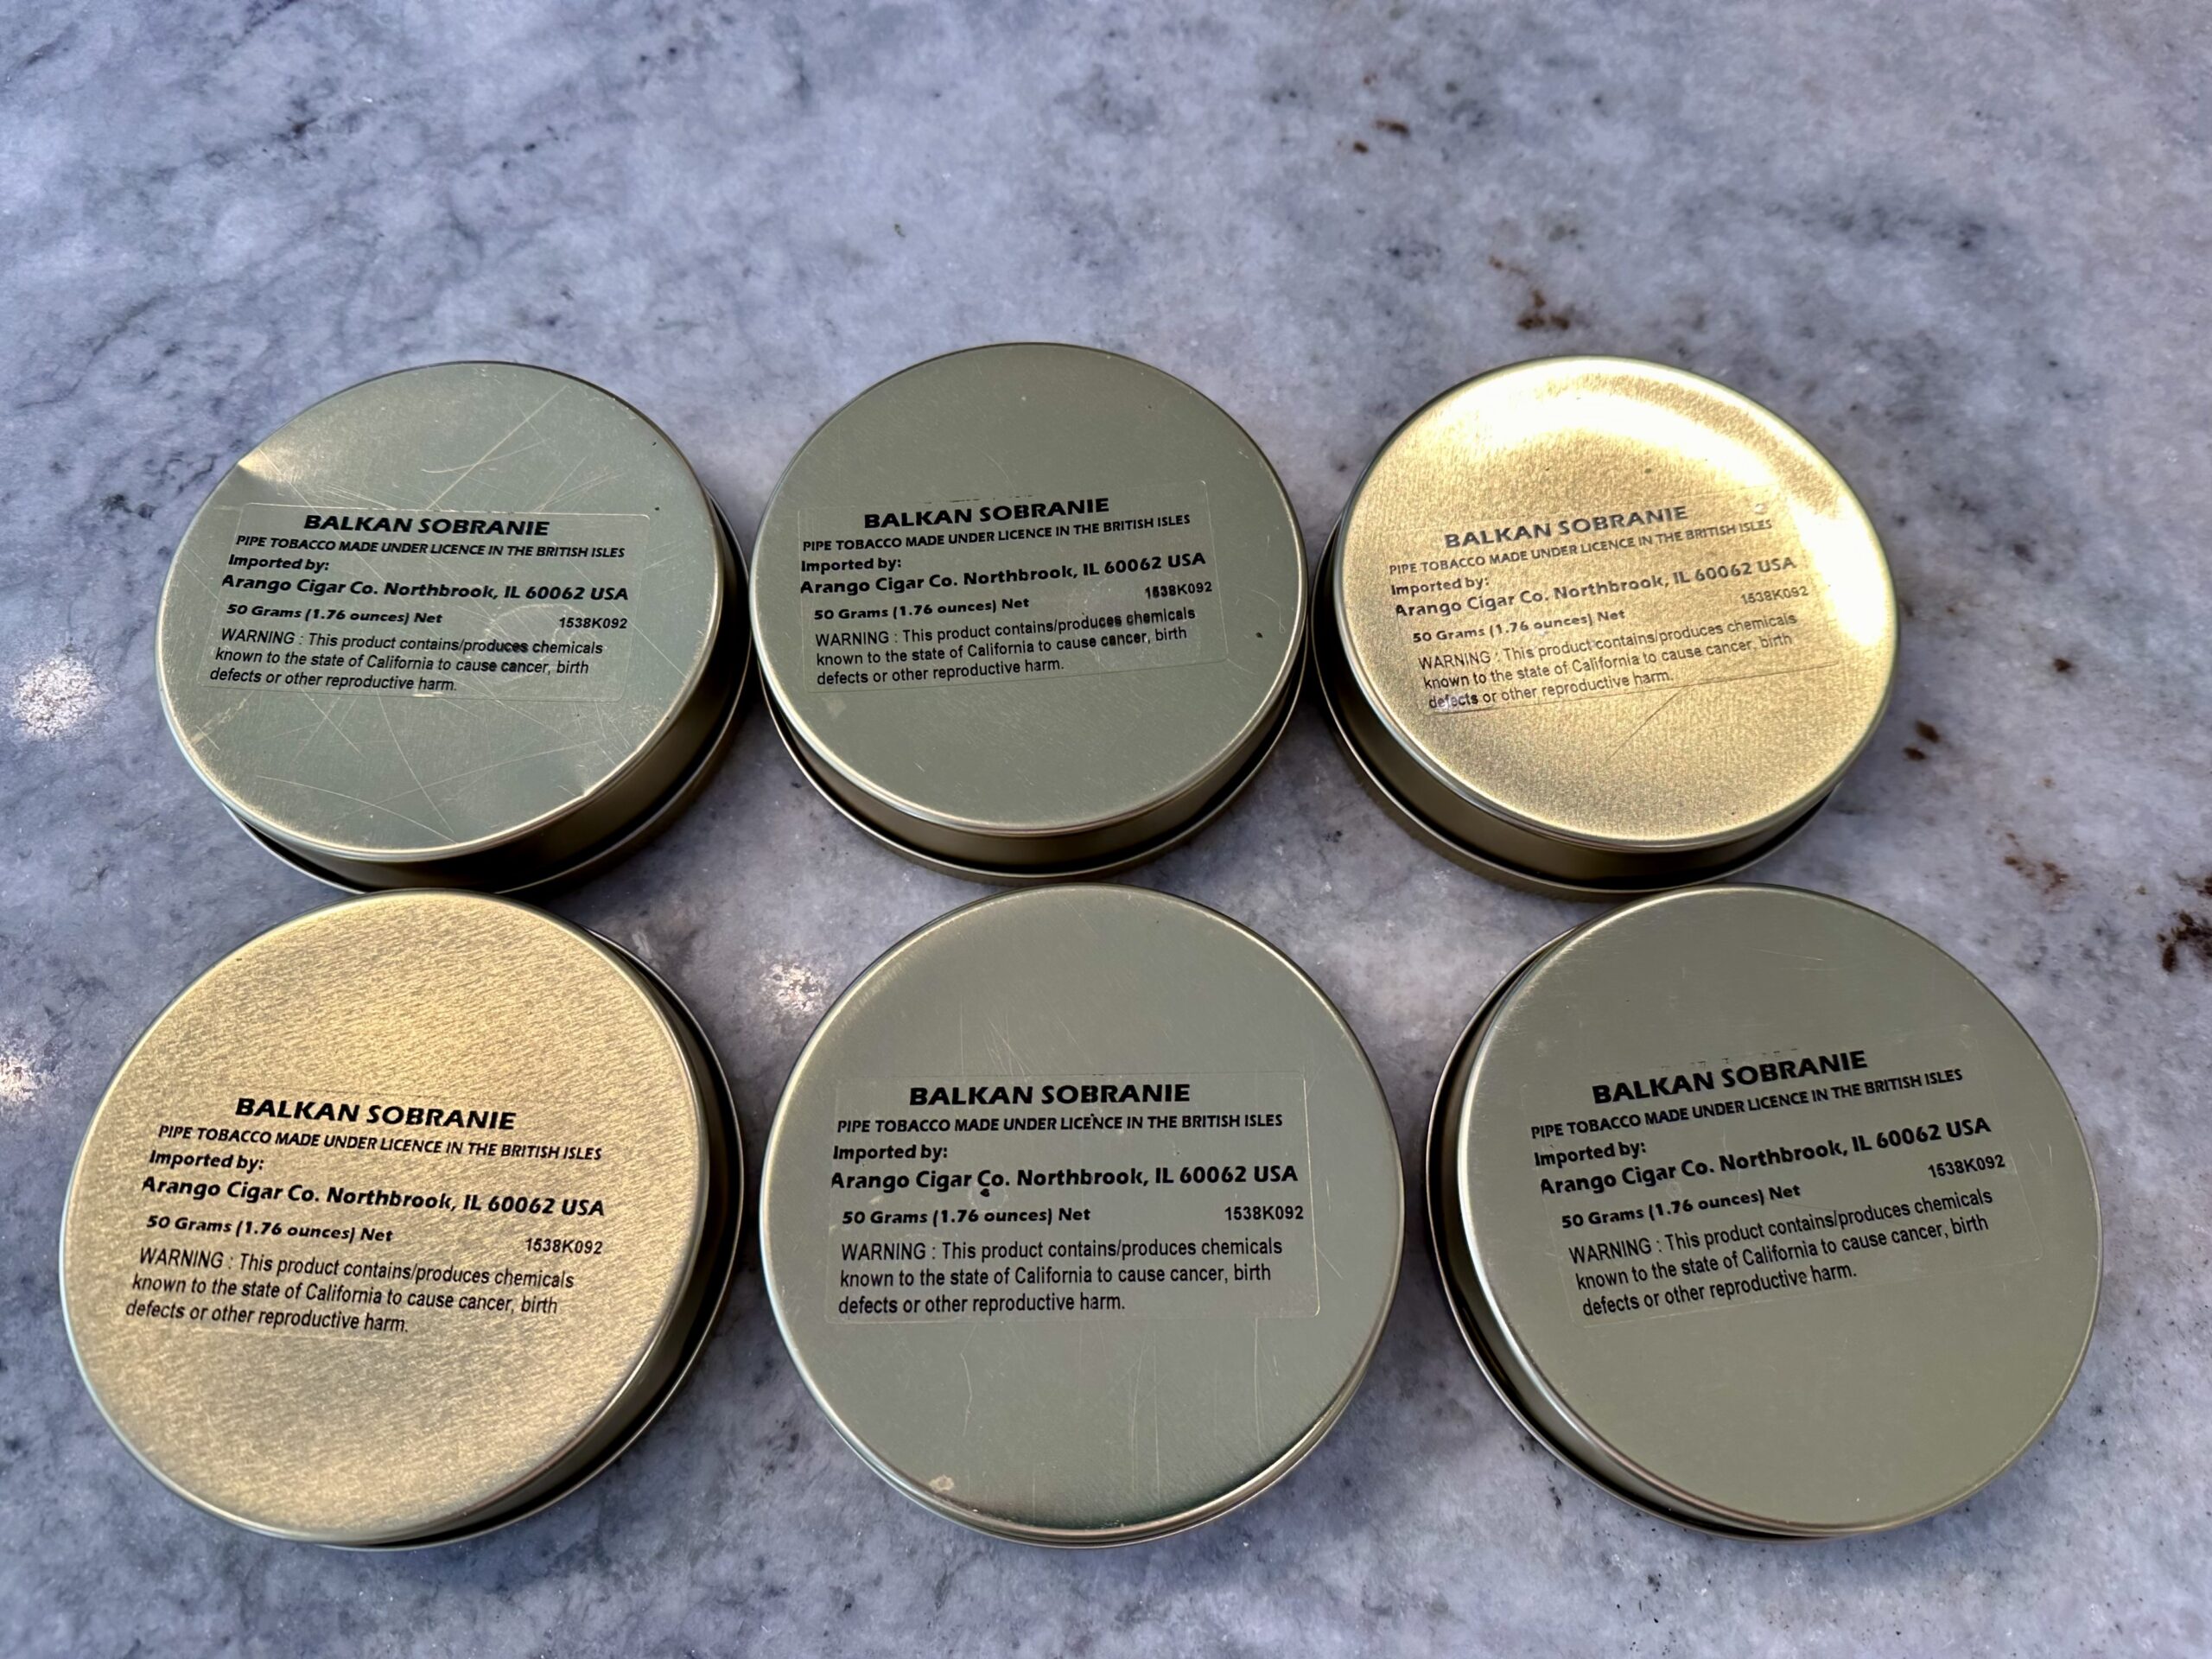 BALKAN SOBRANIE
PIPE TOBACCO MADE UNDER LICENCE IN THE BRITISH ISLES
Imported by:
Arango Cigar Co. Northbrook, IL 60062 USA
50 Grams (1.76 ounces) Net 1538K092
WARNING : This product contains/produces chemicals
known to the state of California to cause cancer, birth
defects or other reproductive harm.
BALKAN SOBRANIE
PIPE TOBACCO MADE UNDER LICENCE IN THE BRITISH ISLES
Imported by:
Arango Cigar Co. Northbrook, IL 60062 USA
50 Grams (1.76 ounces) Net 1538K092
WARNING : This product contains/produces chemicals
known to the state of California to cause cancer, birth
defects or other reproductive harm.
BALKAN SOBRANIE
PIPE TOBACCO MADE UNDER LICENCE IN THE BRITISH ISLES
Imported by:
Arango Cigar Co. Northbrook, IL 60062 USA
50 Grams (1.76 ounces) Net 1538K092
WARNING : This product contains/produces chemicals
known to the state of California to cause cancer, birth
defects or other reproductive harm.
BALKAN SOBRANIE
PIPE TOBACCO MADE UNDER LICENCE IN THE BRITISH ISLES
Imported by:
Arango Cigar Co. Northbrook, IL 60062 USA
50 Grams (1.76 ounces) Net 1538K092
WARNING : This product contains/produces chemicals
known to the state of California to cause cancer, birth
defects or other reproductive harm.
BALKAN SOBRANIE
PIPE TOBACCO MADE UNDER LICENCE IN THE BRITISH ISLES
Imported by:
Arango Cigar Co. Northbrook, IL 60062 USA
50 Grams (1.76 ounces) Net 1538K092
WARNING : This product contains/produces chemicals
known to the state of California to cause cancer, birth
defects or other reproductive harm.
BALKAN SOBRANIE
PIPE TOBACCO MADE UNDER LICENCE IN THE BRITISH ISLES
Imported by:
Arango Cigar Co. Northbrook, IL 60062 USA
50 Grams (1.76 ounces) Net 1538K092
WARNING : This product contains/produces chemicals
known to the state of California to cause cancer, birth
defects or other reproductive harm.